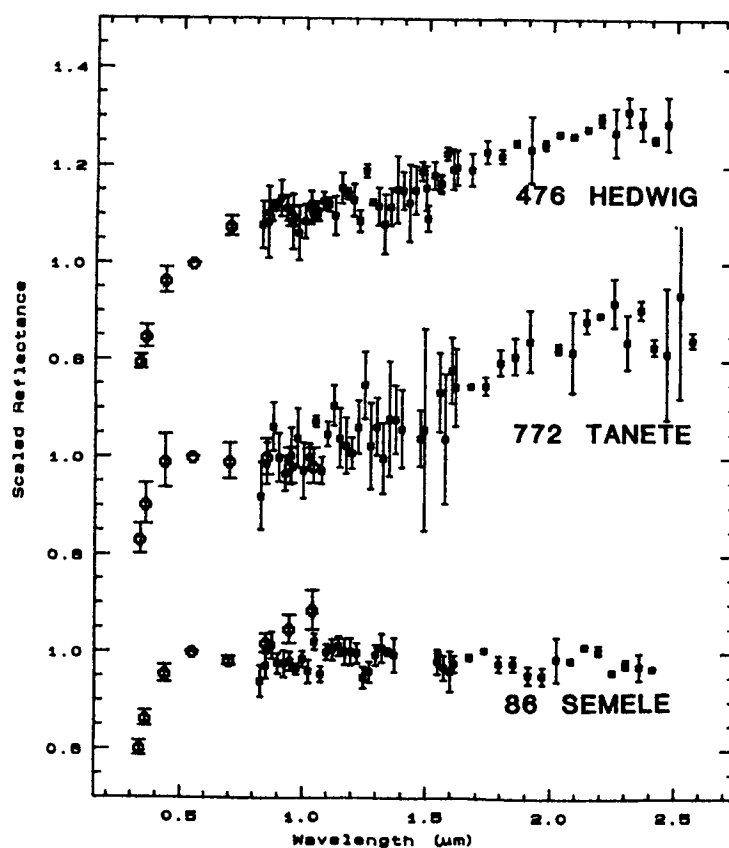 1.4
1.2
476 HEDWIG
1.0
0.8
772 TANETE
1.0
0.8
1.0
86 SEMELE
0.8
Scaled Reflectance
0.5 1.0 1.5 2.0 2.5
Wavelength (μm)